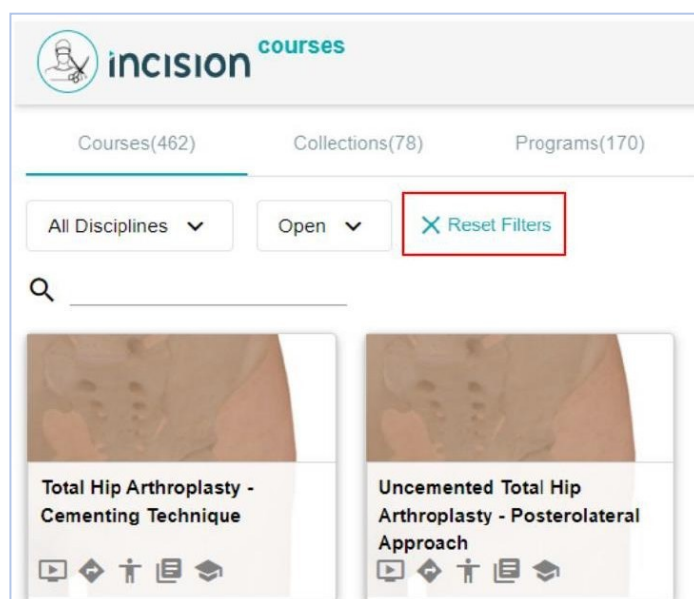 incision courses
Courses(462) Collections(78) Programs(170)
All Disciplines Open Reset Filters
Total Hip Arthroplasty -
Cementing Technique
Uncemented Total Hip
Arthroplasty - Posterolateral
Approach